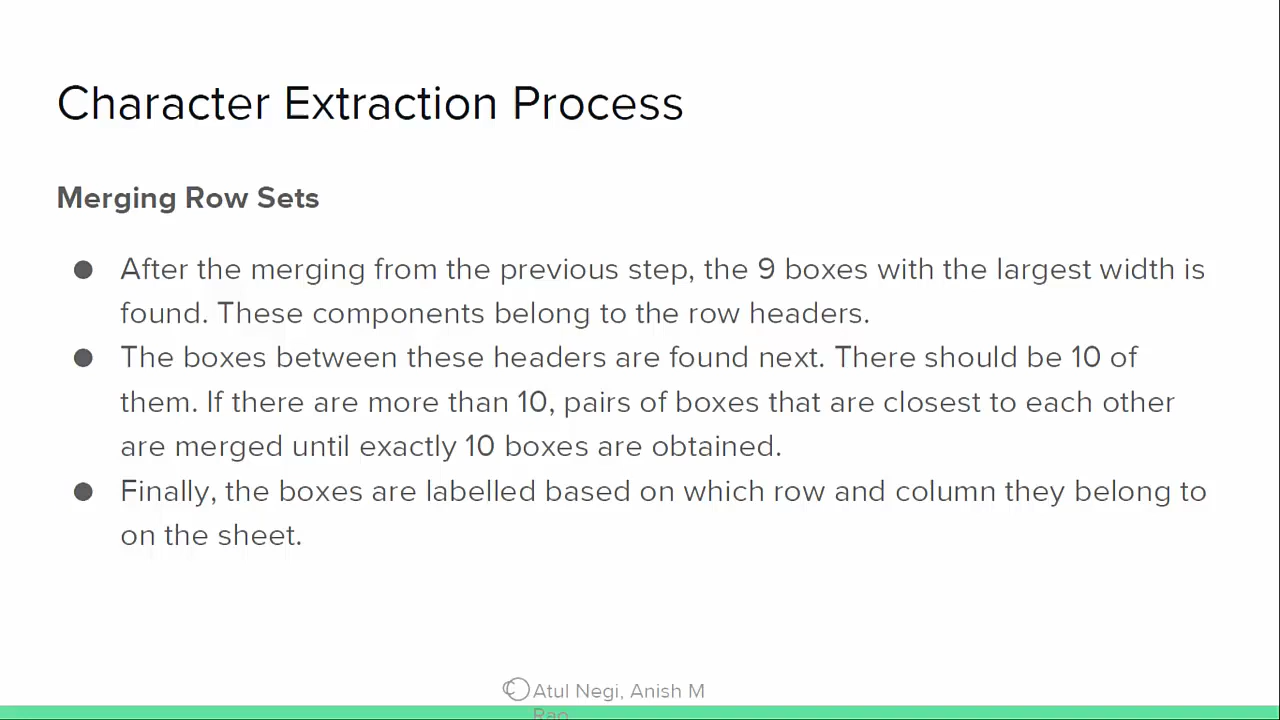 Character Extraction Process
Merging Row Sets
● After the merging from the previous step, the 9 boxes with the largest width is
found. These components belong to the row headers.
● The boxes between these headers are found next. There should be 10 of
them. If there are more than 10, pairs of boxes that are closest to each other
are merged until exactly 10 boxes are obtained.
● Finally, the boxes are labelled based on which row and column they belong to
on the sheet.
© Atul Negi, Anish M
Rao